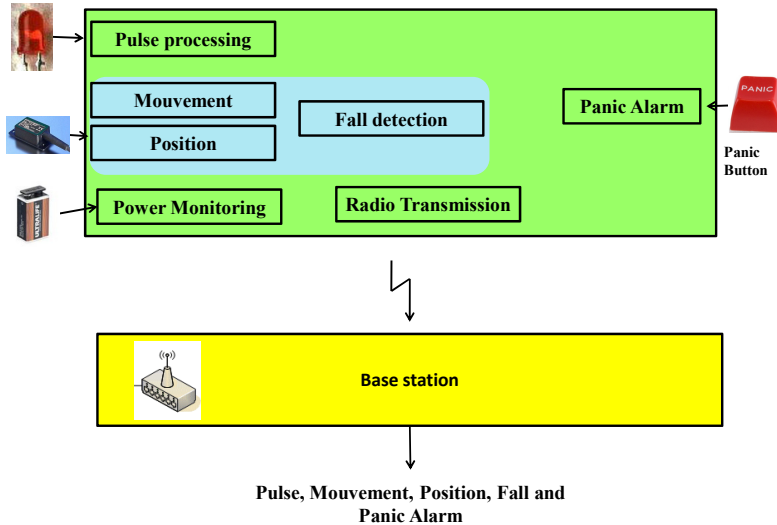 Pulse processing
Mouvement
Fall detection
Position
Panic Alarm
PANIC
Panic
Button
Power Monitoring
Radio Transmission
ULTRALIFE
Base station
Pulse, Mouvement, Position, Fall and
Panic Alarm